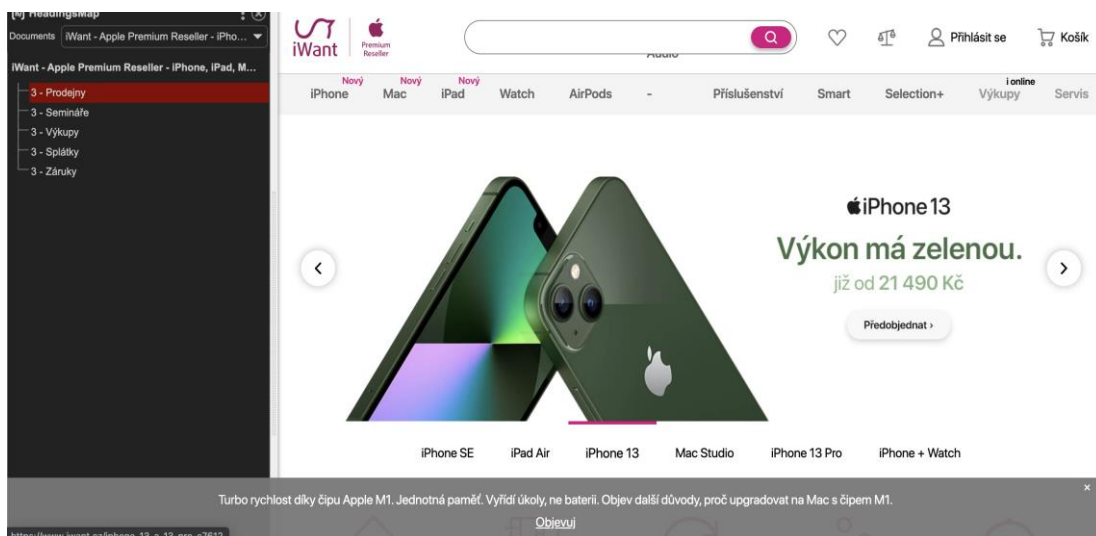 HeadingsMap
Documents iWant - Apple Premium Reseller - iPho...
iWant - Apple Premium Reseller - iPhone, iPad, M...
3 - Prodejny
3 - Semináře
3 - Výkupy
3 - Splátky
3 - Záruky
iWant
Premium
Reseller
Přihlásit se
Košík
Audio
Nový Nový Nový i online
iPhone Mac iPad Watch AirPods - Příslušenství Smart Selection+ Výkupy Servis
iPhone 13
Výkon má zelenou.
již od 21 490 Kč
Předobjednat ›
iPhone SE iPad Air iPhone 13 Mac Studio iPhone 13 Pro iPhone + Watch
Turbo rychlost díky čipu Apple M1. Jednotná paměť. Vyřídí úkoly, ne baterii. Objev další důvody, proč upgradovat na Mac s čipem M1.
Objevuj